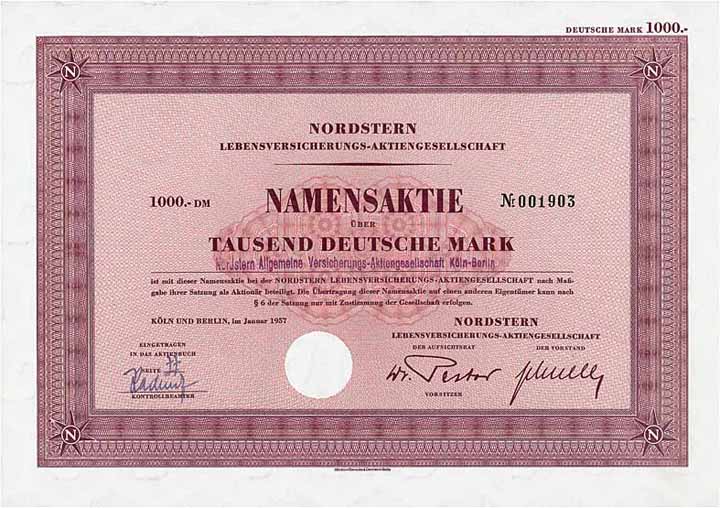 DEUTSCHE MARK 1000.-
N N
NORDSTERN
LEBENSVERSICHERUNGS-AKTIENGESELLSCHAFT
1000.- DM NAMENSAKTIE № 001903
ÜBER
TAUSEND DEUTSCHE MARK
Nordstern Allgemeine Versicherungs-Aktiengesellschaft Köln-Berlin
ist mit dieser Namensaktie bei der NORDSTERN LEBENSVERSICHERUNGS-AKTIENGESELLSCHAFT nach Maß-
gabe ihrer Satzung als Aktionär beteiligt. Die Übertragung dieser Namensaktie auf einen anderen Eigentümer kann nach
§ 6 der Satzung nur mit Zustimmung der Gesellschaft erfolgen.
KÖLN UND BERLIN, im Januar 1957
NORDSTERN
LEBENSVERSICHERUNGS-AKTIENGESELLSCHAFT
EINGETRAGEN
IN DAS AKTIENBUCH
SEITE
KONTROLLBEAMTER
DER AUFSICHTSRAT DER VORSTAND
VORSITZER
N N